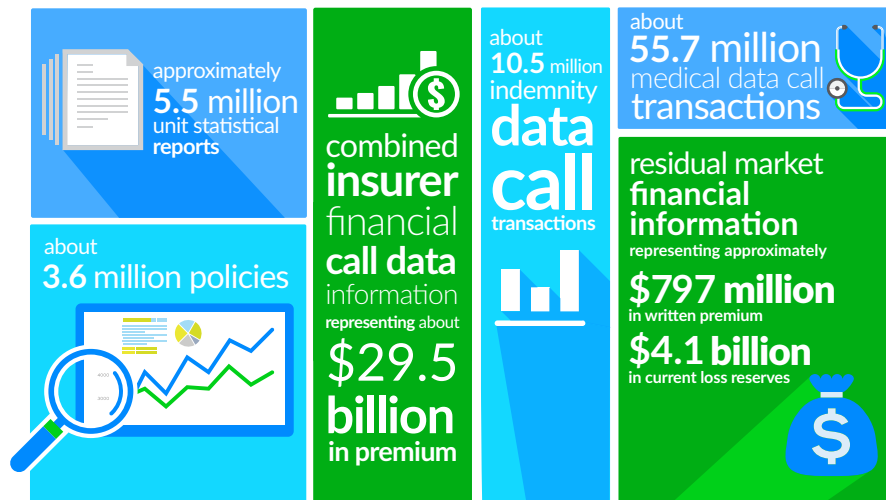 approximately
5.5 million
unit statistical
reports
about
3.6 million policies
4000
3000
combined
insurer
financial
call data
information
representing about
$29.5
billion
in premium
$
about
10.5 million
indemnity
data
call
transactions
about
55.7 million
medical data call
transactions
residual market
financial
information
representing approximately
$797 million
in written premium
$4.1 billion
in current loss reserves
$